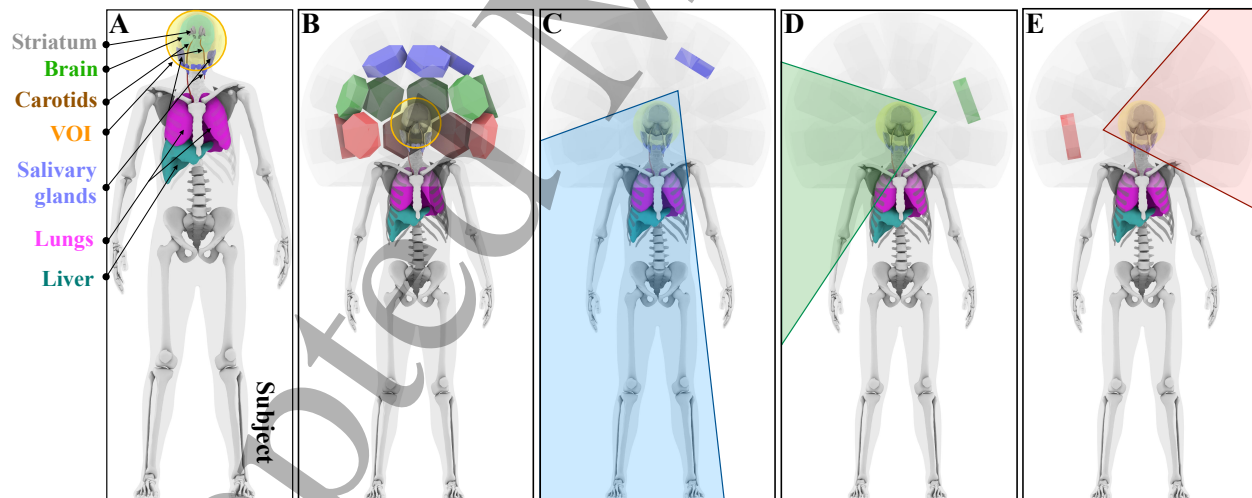 A
B
C
D
E
Striatum
Brain
Carotids
VOI
Salivary
glands
Lungs
Liver
Subject